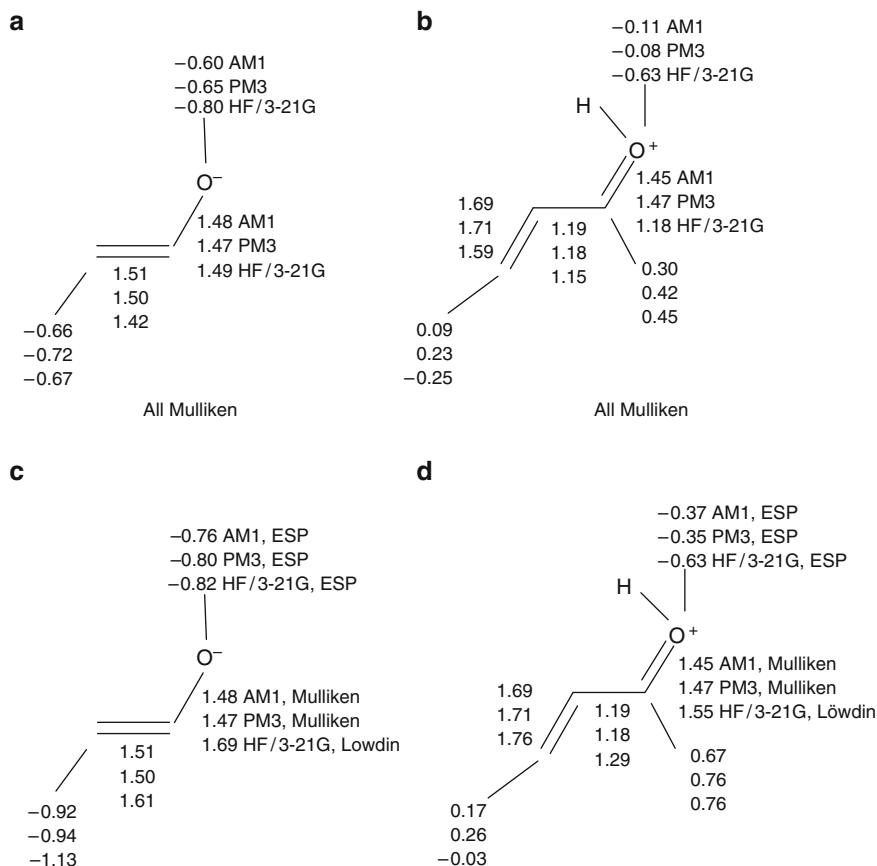 a
−0.60 AM1
−0.65 PM3
−0.80 HF/3-21G
O−
1.48 AM1
1.47 PM3
1.49 HF/3-21G
1.51
1.50
1.42
−0.66
−0.72
−0.67
All Mulliken
b
−0.11 AM1
−0.08 PM3
−0.63 HF/3-21G
H
O+
1.45 AM1
1.47 PM3
1.18 HF/3-21G
1.69
1.71
1.59
1.19
1.18
1.15
0.30
0.42
0.45
0.09
0.23
−0.25
All Mulliken
c
−0.76 AM1, ESP
−0.80 PM3, ESP
−0.82 HF/3-21G, ESP
O−
1.48 AM1, Mulliken
1.47 PM3, Mulliken
1.69 HF/3-21G, Lowdin
1.51
1.50
1.61
−0.92
−0.94
−1.13
d
−0.37 AM1, ESP
−0.35 PM3, ESP
−0.63 HF/3-21G, ESP
H
O+
1.45 AM1, Mulliken
1.47 PM3, Mulliken
1.55 HF/3-21G, Löwdin
1.69
1.71
1.76
1.19
1.18
1.29
0.67
0.76
0.76
0.17
0.26
−0.03